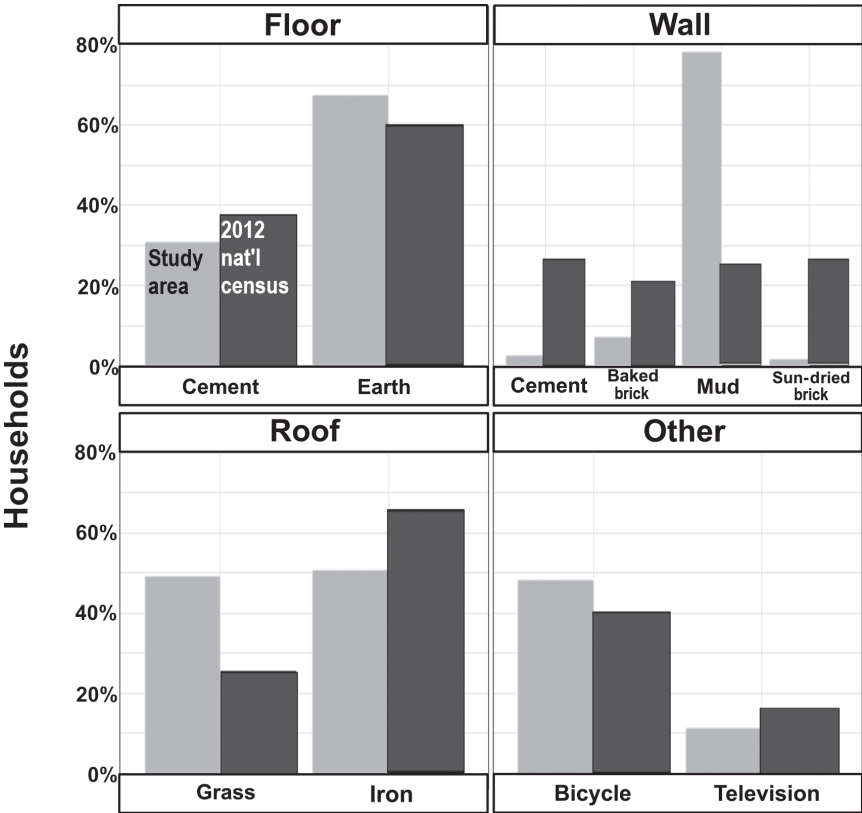 Households
Floor
80%
60%
40%
20%
0%
Study
area
2012
nat'l
census
Cement
Earth
Wall
Cement
Baked
brick
Mud
Sun-dried
brick
Roof
80%
60%
40%
20%
0%
Grass
Iron
Other
Bicycle
Television